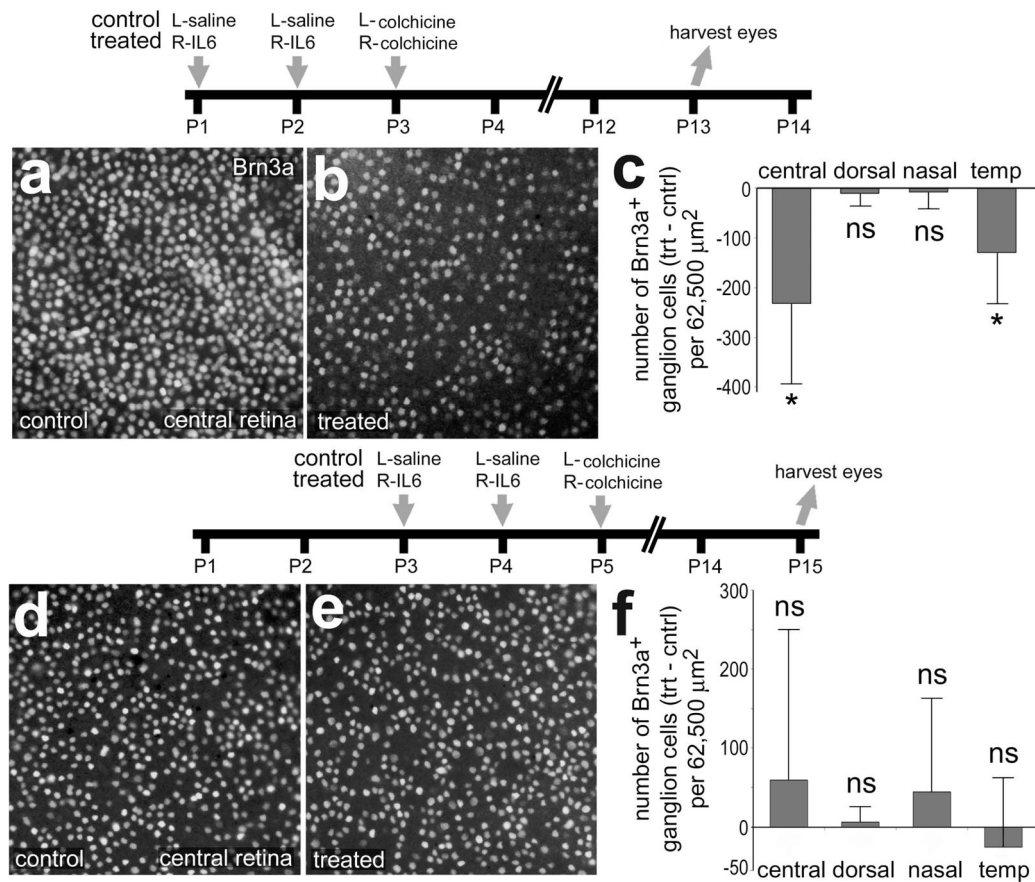 control L-saline L-saline L-colchicine harvest eyes
treated R-IL6 R-IL6 R-colchicine
P1 P2 P3 P4 P12 P13 P14
a Brn3a b c
central dorsal nasal temp
number of Brn3a+
ganglion cells (trt - cntrl)
per 62,500 μm2
0
-100
-200
-300
-400
ns ns
* *
control central retina treated
control L-saline L-saline L-colchicine harvest eyes
treated R-IL6 R-IL6 R-colchicine
P1 P2 P3 P4 P5 P14 P15
d e f
number of Brn3a+
ganglion cells (trt - cntrl)
per 62,500 μm2
300
200
100
0
-50
ns ns ns ns
central dorsal nasal temp
control central retina treated